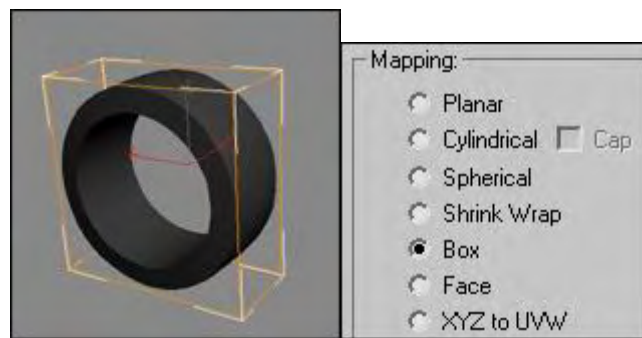 Mapping:
Planar
Cylindrical Cap
Spherical
Shrink Wrap
Box
Face
XYZ to UVW